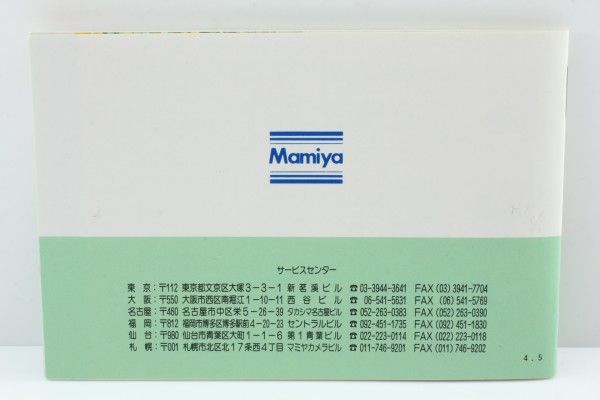 Mamiya
サービスセンター
東　京：〒112　東京都文京区大塚3-3-1　新茗溪ビル　☎03-3944-3641　FAX (03) 3941-7704
大　阪：〒550　大阪市西区南堀江1-10-11　西谷ビル　☎06-541-5631　FAX (06) 541-5769
名古屋：〒460　名古屋市中区栄5-26-39　タカシマ名古屋ビル　☎052-263-0383　FAX (052) 263-0390
福　岡：〒812　福岡市博多区博多駅前4-20-23　セントラルビル　☎092-451-1735　FAX (092) 451-1830
仙　台：〒980　仙台市青葉区大町1-1-6　第1青葉ビル　☎022-223-0114　FAX (022) 223-0118
札　幌：〒001　札幌市北区北17条西4丁目　マミヤカメラビル　☎011-746-9201　FAX (011) 746-9202
4．5